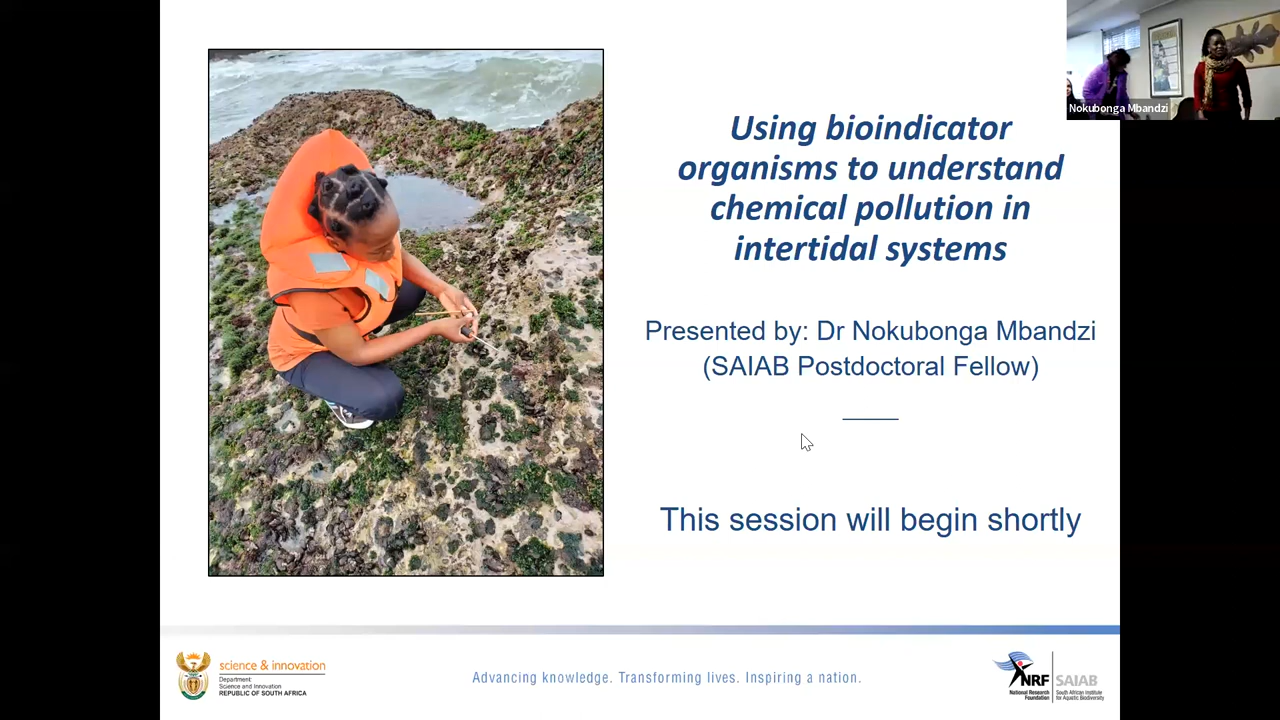 Nokubonga Mbandzi
Using bioindicator
organisms to understand
chemical pollution in
intertidal systems
Presented by: Dr Nokubonga Mbandzi
(SAIAB Postdoctoral Fellow)
This session will begin shortly
science & innovation
Department:
Science and Innovation
REPUBLIC OF SOUTH AFRICA
Advancing knowledge. Transforming lives. Inspiring a nation.
NRF
National Research
Foundation
SAIAB
South African Institute
for Aquatic Biodiversity